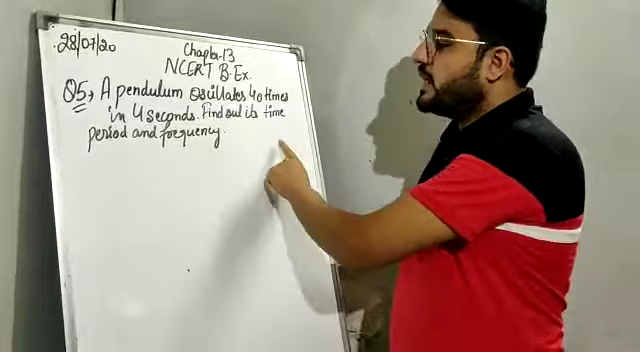 28/07/20
Chapter-13
NCERT B.Ex.
Q5, A pendulum oscillates 40 times
in 4 seconds. Find out its time
period and frequency.